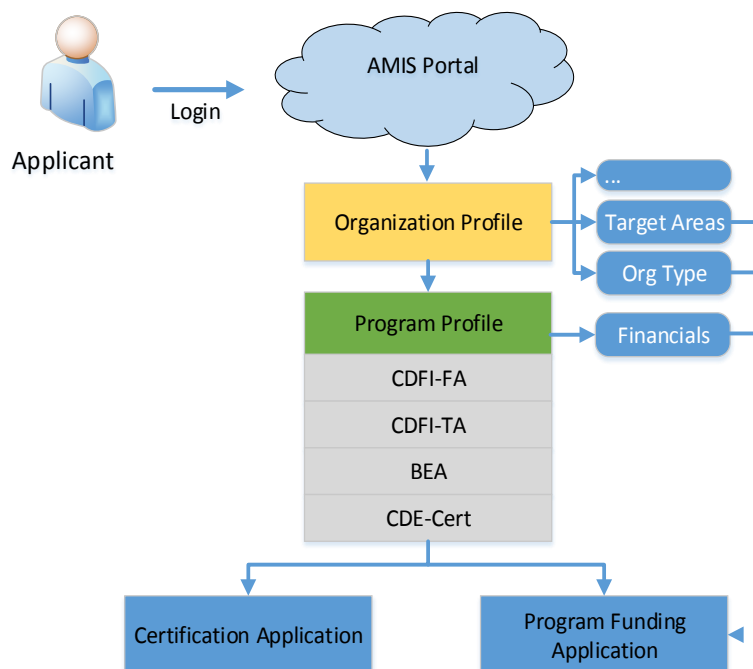 AMIS Portal
Login
Applicant
Organization Profile
...
Target Areas
Org Type
Program Profile
Financials
CDFI-FA
CDFI-TA
BEA
CDE-Cert
Certification Application
Program Funding
Application